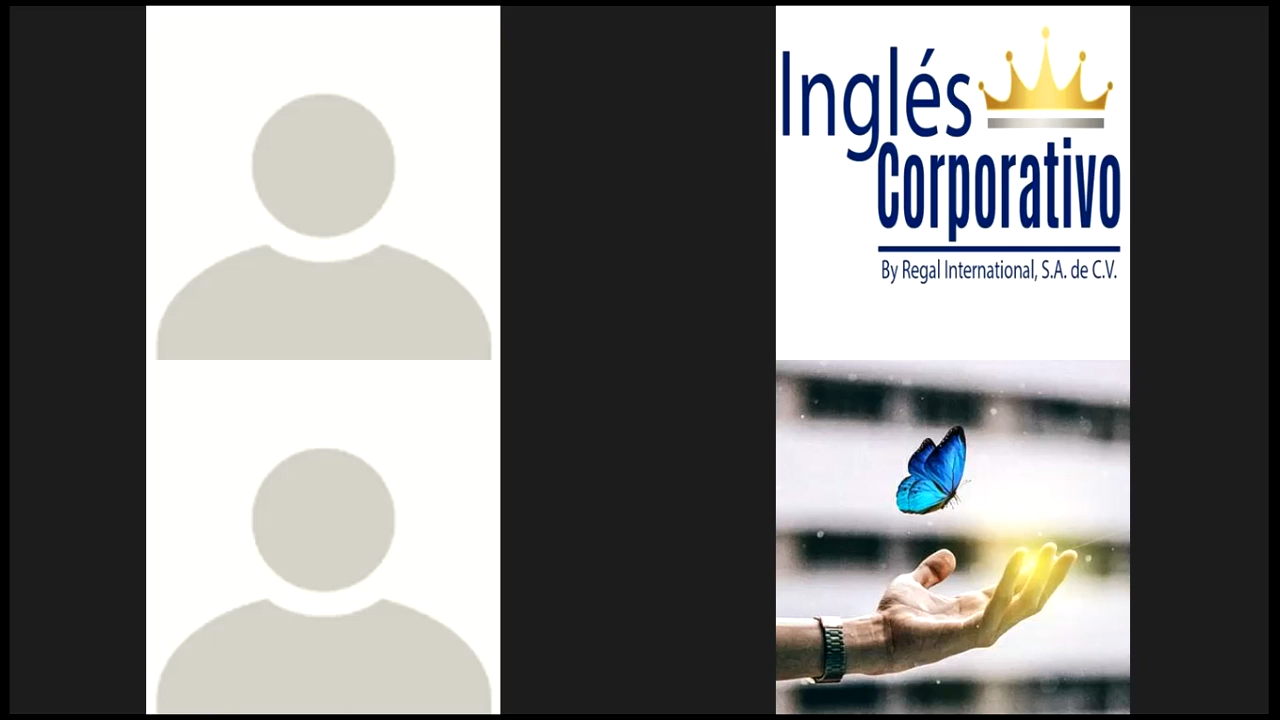 Inglés
Corporativo
By Regal International, S.A. de C.V.